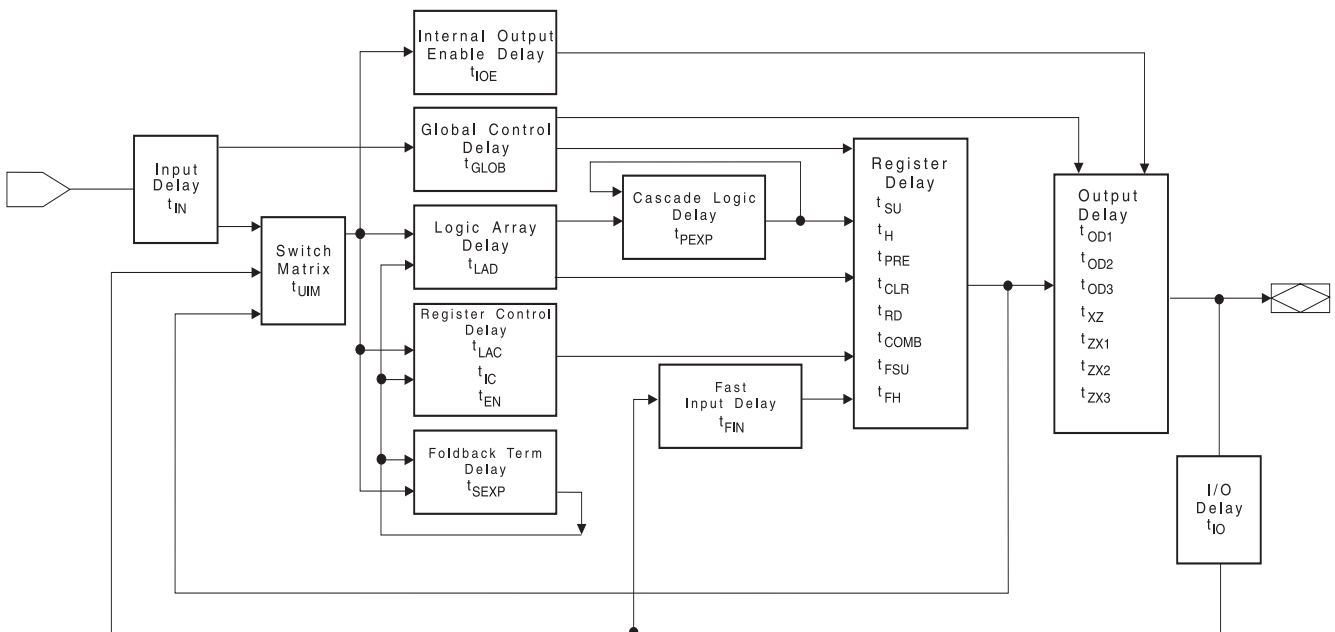 Internal Output
Enable Delay
tIOE
Global Control
Delay
tGLOB
Input
Delay
tIN
Switch
Matrix
tUIM
Logic Array
Delay
tLAD
Cascade Logic
Delay
tPEXP
Register Control
Delay
tLAC
tIC
tEN
Foldback Term
Delay
tSEXP
Fast
Input Delay
tFIN
Register
Delay
tSU
tH
tPRE
tCLR
tRD
tCOMB
tFSU
tFH
Output
Delay
tOD1
tOD2
tOD3
tXZ
tZX1
tZX2
tZX3
I/O
Delay
tIO